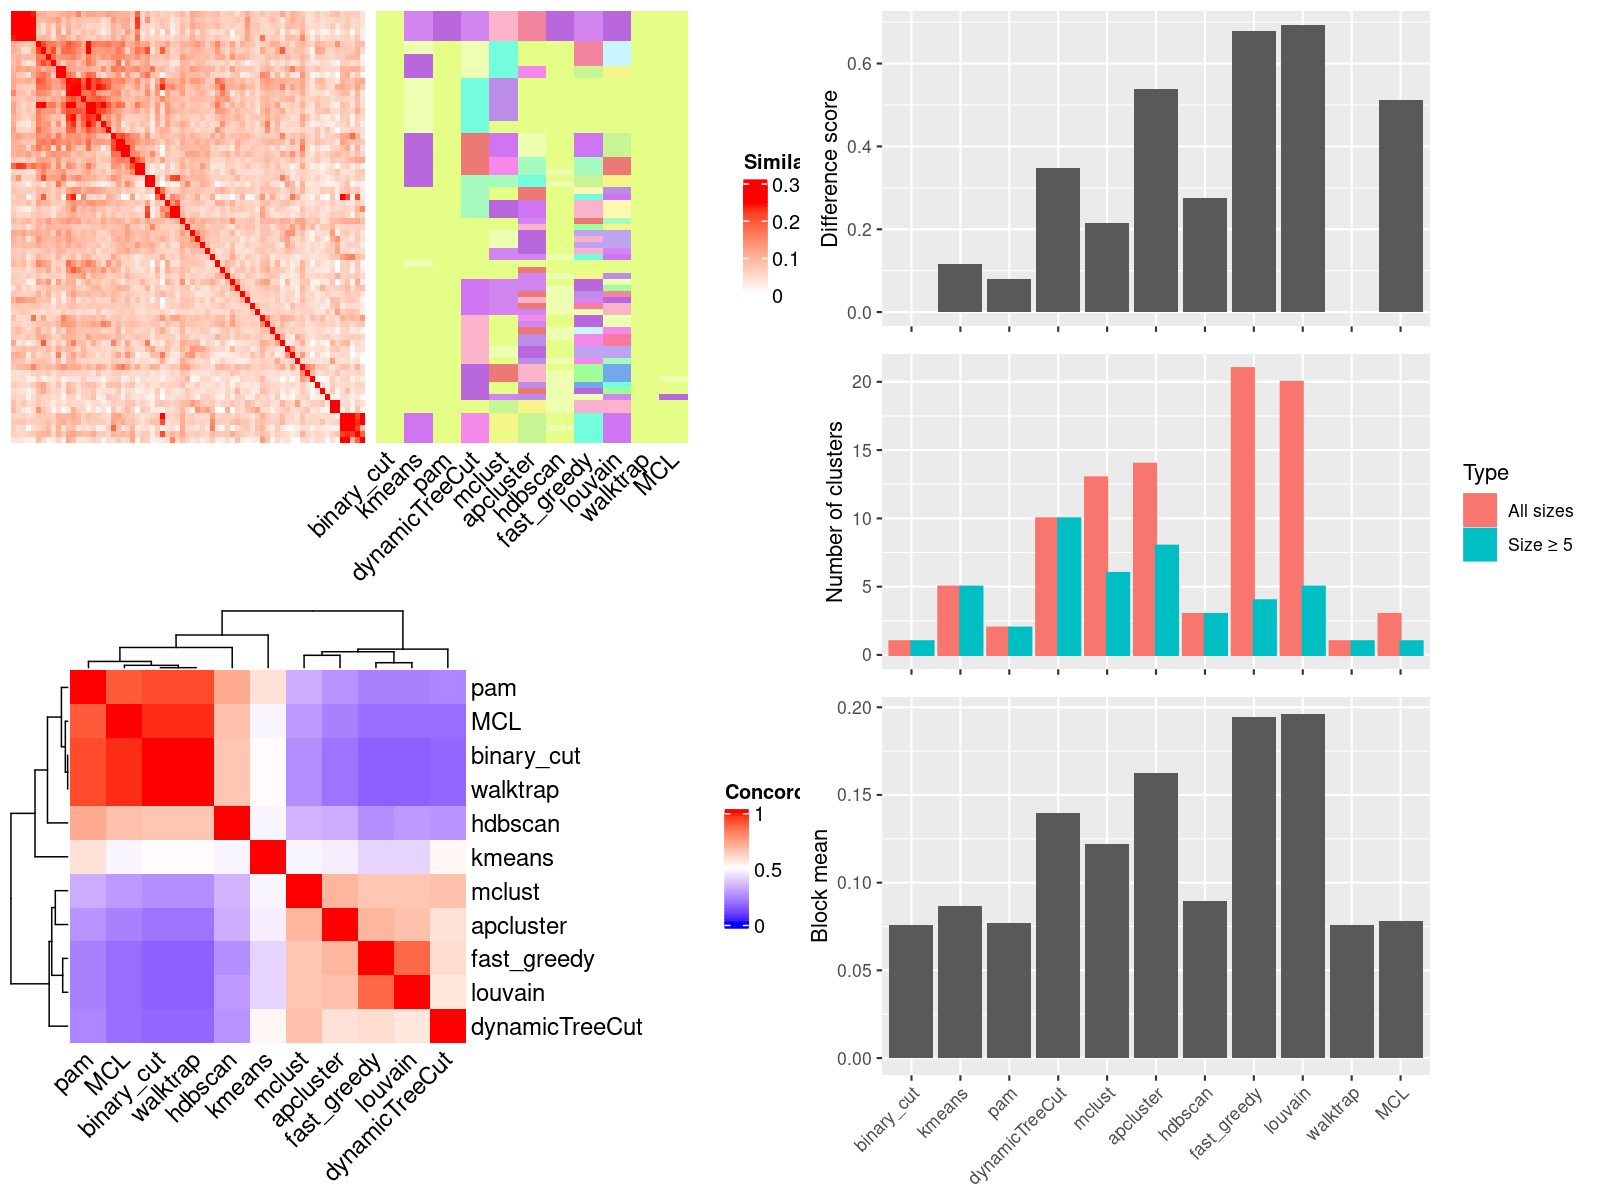 Simila
0.3
0.2
0.1
0
binary_cut
kmeans
pam
dynamicTreeCut
mclust
apcluster
hdbscan
fast_greedy
louvain
walktrap
MCL
pam
MCL
binary_cut
walktrap
hdbscan
kmeans
mclust
apcluster
fast_greedy
louvain
dynamicTreeCut
pam
MCL
binary_cut
walktrap
hdbscan
kmeans
mclust
apcluster
fast_greedy
louvain
dynamicTreeCut
Concord
1
0.5
0
Difference score
0.6
0.4
0.2
0.0
Number of clusters
20
15
10
5
0
Type
All sizes
Size ≥ 5
Block mean
0.20
0.15
0.10
0.05
0.00
binary_cut
kmeans
pam
dynamicTreeCut
mclust
apcluster
hdbscan
fast_greedy
louvain
walktrap
MCL